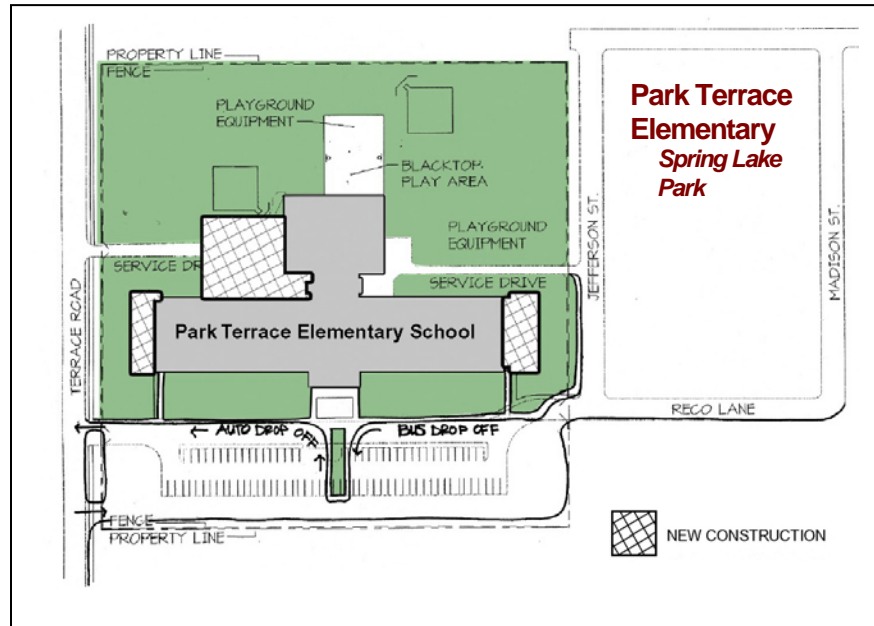 PROPERTY LINE
FENCE
PLAYGROUND
EQUIPMENT
BLACKTOP
PLAY AREA
Park Terrace
Elementary
Spring Lake
Park
JEFFERSON ST.
MADISON ST.
PLAYGROUND
EQUIPMENT
SERVICE DR
SERVICE DRIVE
TERRACE ROAD
Park Terrace Elementary School
RECO LANE
AUTO DROP OFF
BUS DROP OFF
FENCE
PROPERTY LINE
NEW CONSTRUCTION